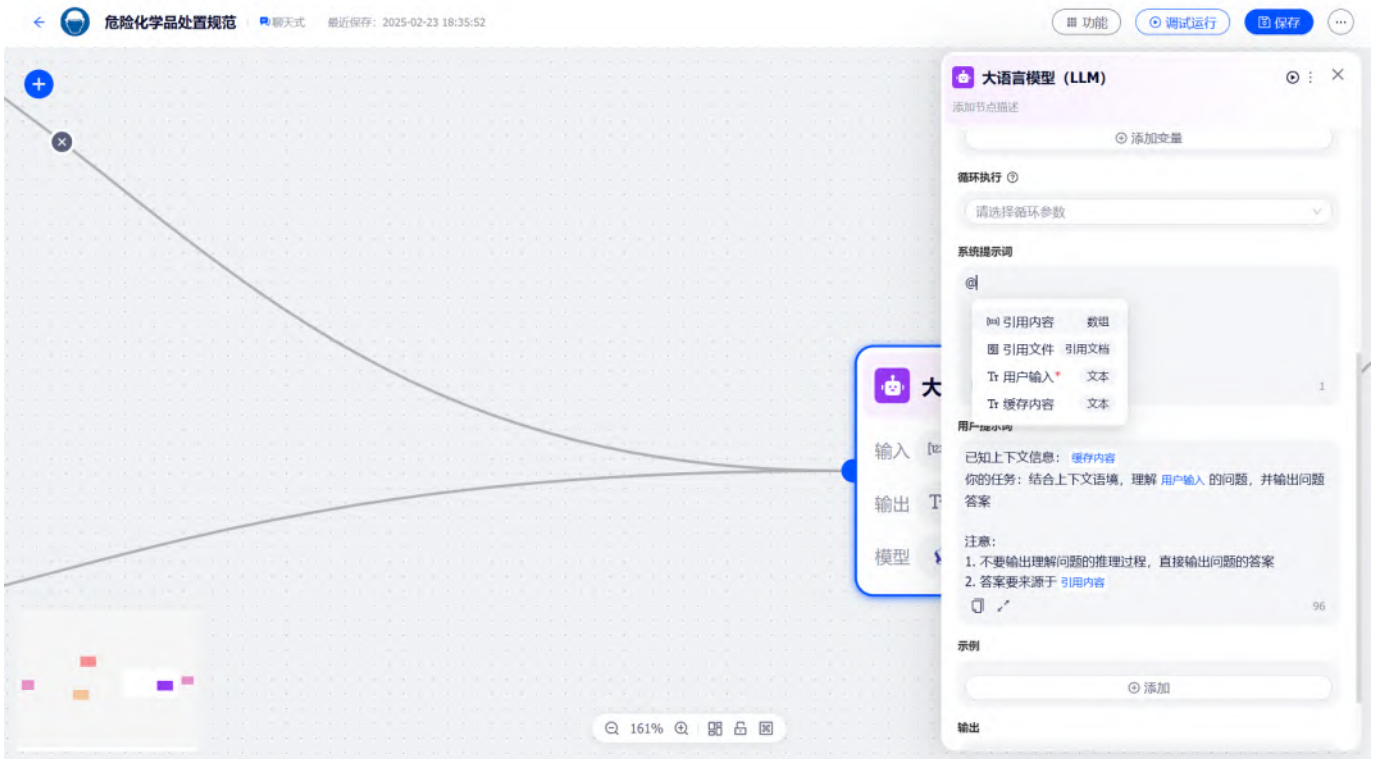 危险化学品处置规范 聊天式 最近保存：2025-02-23 18:35:52 功能 调试运行 保存
大语言模型（LLM）
添加节点描述
添加变量
循环执行
请选择循环参数
系统提示词
@
引用内容 数组
引用文件 引用文档
Tr 用户输入* 文本
Tr 缓存内容 文本
1
用户提示词
已知上下文信息： 缓存内容
你的任务：结合上下文语境，理解 用户输入 的问题，并输出问题
答案
注意：
1. 不要输出理解问题的推理过程，直接输出问题的答案
2. 答案要来源于 引用内容
96
示例
添加
输出
大
输入
输出
模型
161%